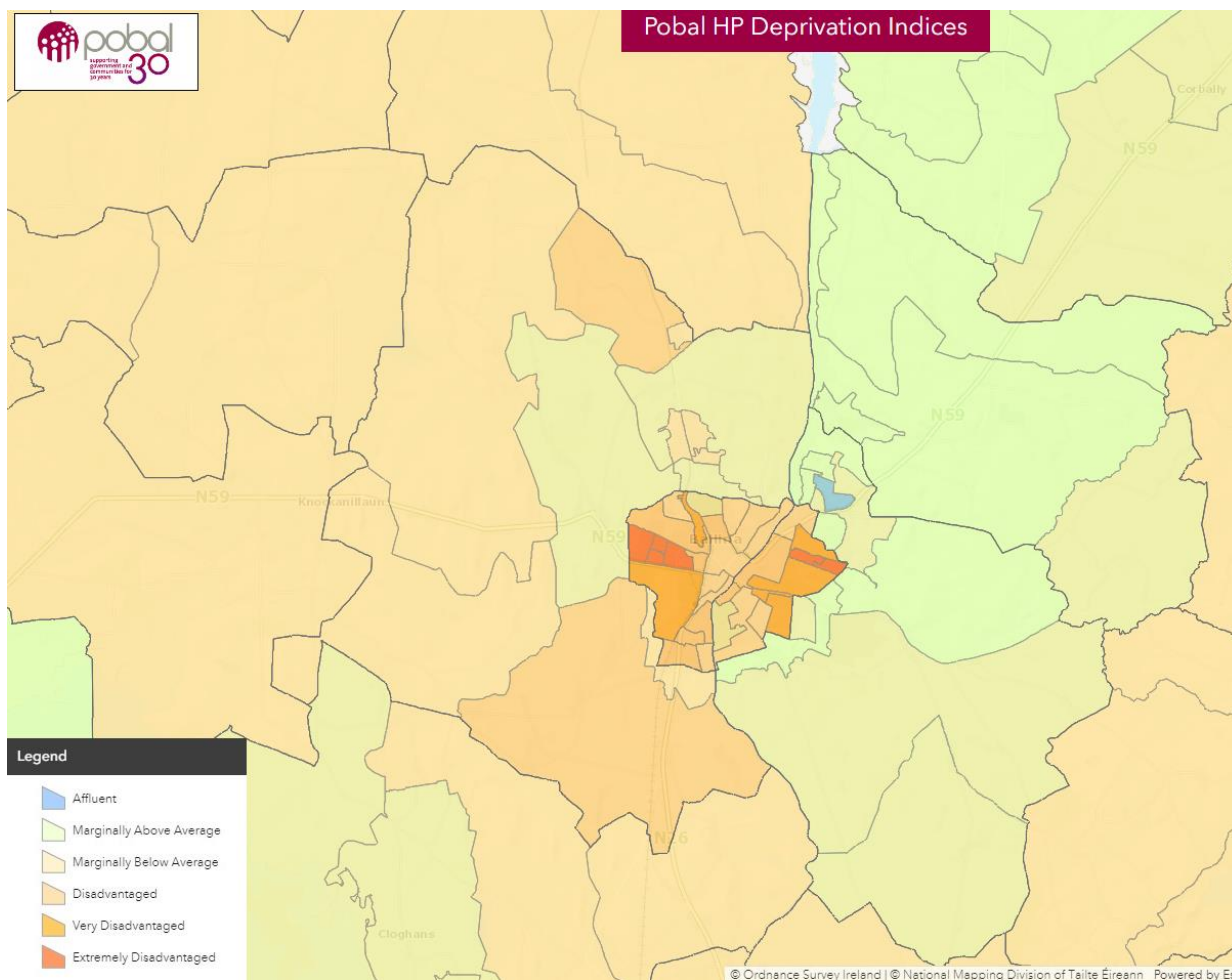 pobal
supporting
government and
communities for
30 years
30
Pobal HP Deprivation Indices
Cortially
N59
N59
N59
Knockanillaun
N59
Ballina
N26
Cloghans
Legend
Affluent
Marginally Above Average
Marginally Below Average
Disadvantaged
Very Disadvantaged
Extremely Disadvantaged
© Ordnance Survey Ireland | © National Mapping Division of Tailte Éireann Powered by Es